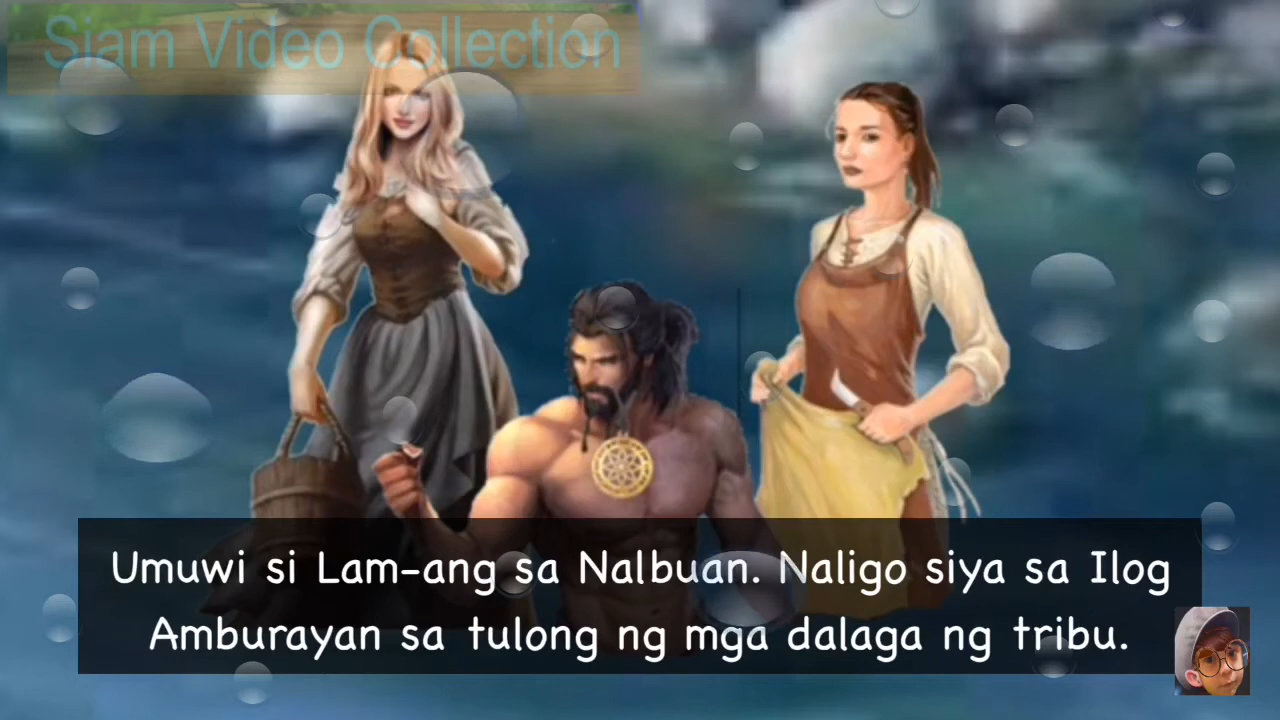 Siam Video Collection
Umuwi si Lam-ang sa Nalbuan. Naligo siya sa Ilog
Amburayan sa tulong ng mga dalaga ng tribu.